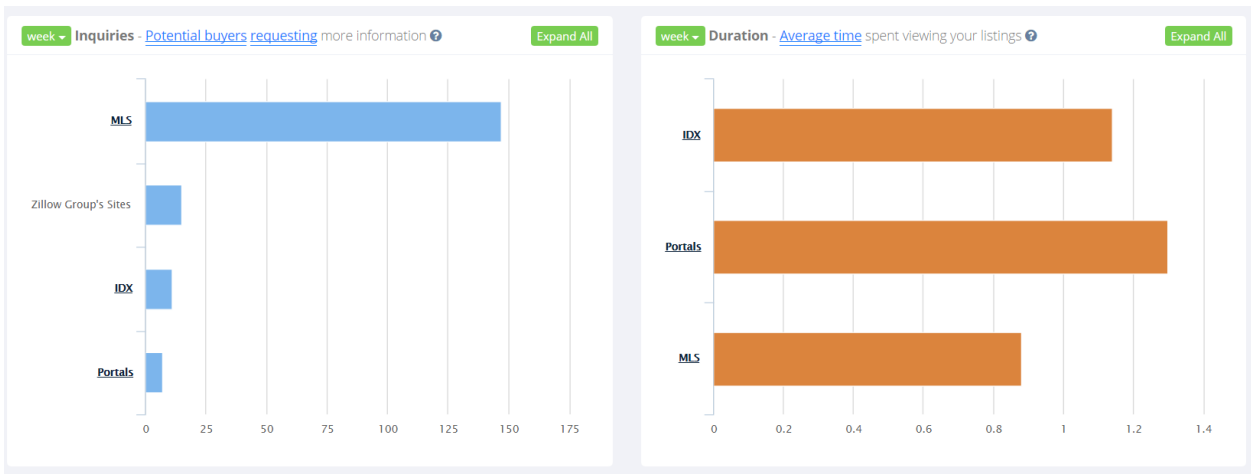 week Inquiries - Potential buyers requesting more information ? Expand All
MLS
Zillow Group's Sites
IDX
Portals
0 25 50 75 100 125 150 175
week Duration - Average time spent viewing your listings ? Expand All
IDX
Portals
MLS
0 0.2 0.4 0.6 0.8 1 1.2 1.4